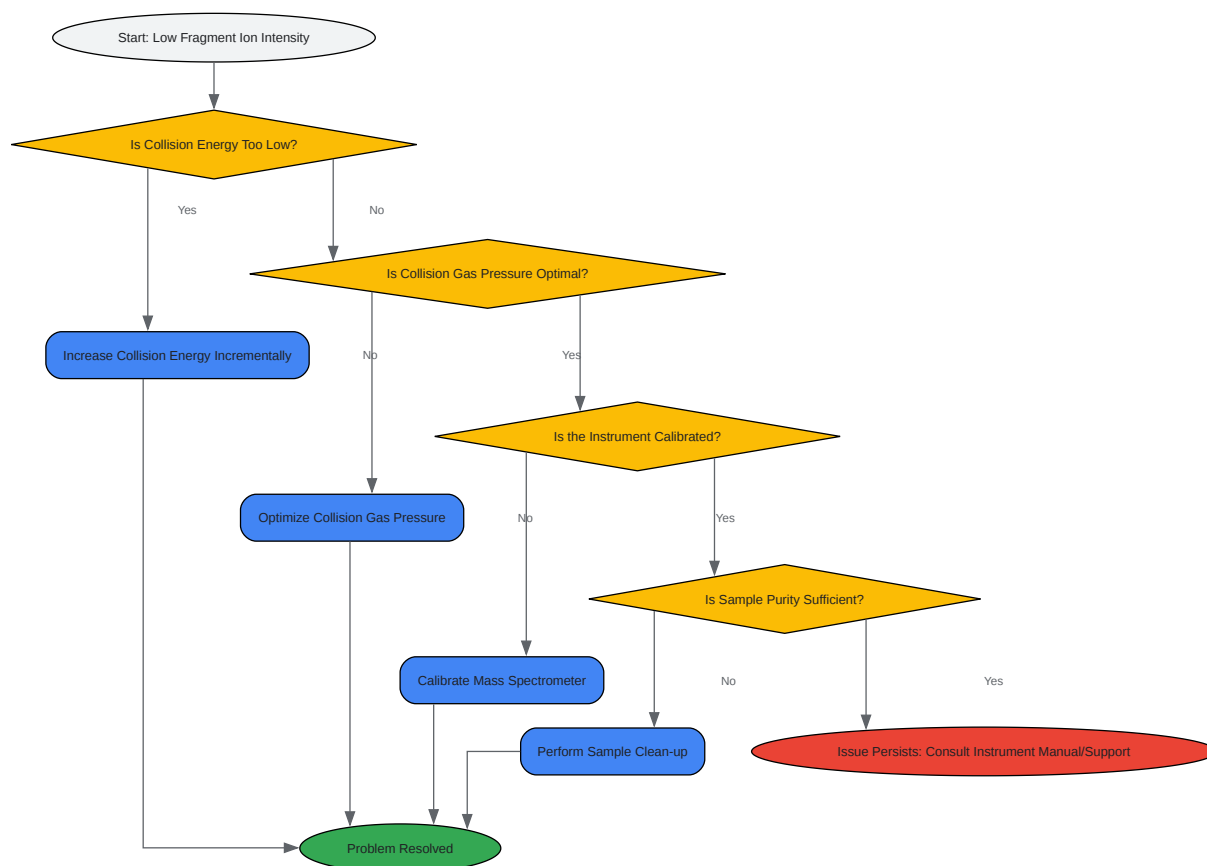 Start: Low Fragment Ion Intensity
Is Collision Energy Too Low?
Yes
No
Is Collision Gas Pressure Optimal?
Increase Collision Energy Incrementally
No
Yes
Is the Instrument Calibrated?
Optimize Collision Gas Pressure
No
Yes
Is Sample Purity Sufficient?
Calibrate Mass Spectrometer
No
Yes
Perform Sample Clean-up
Issue Persists: Consult Instrument Manual/Support
Problem Resolved